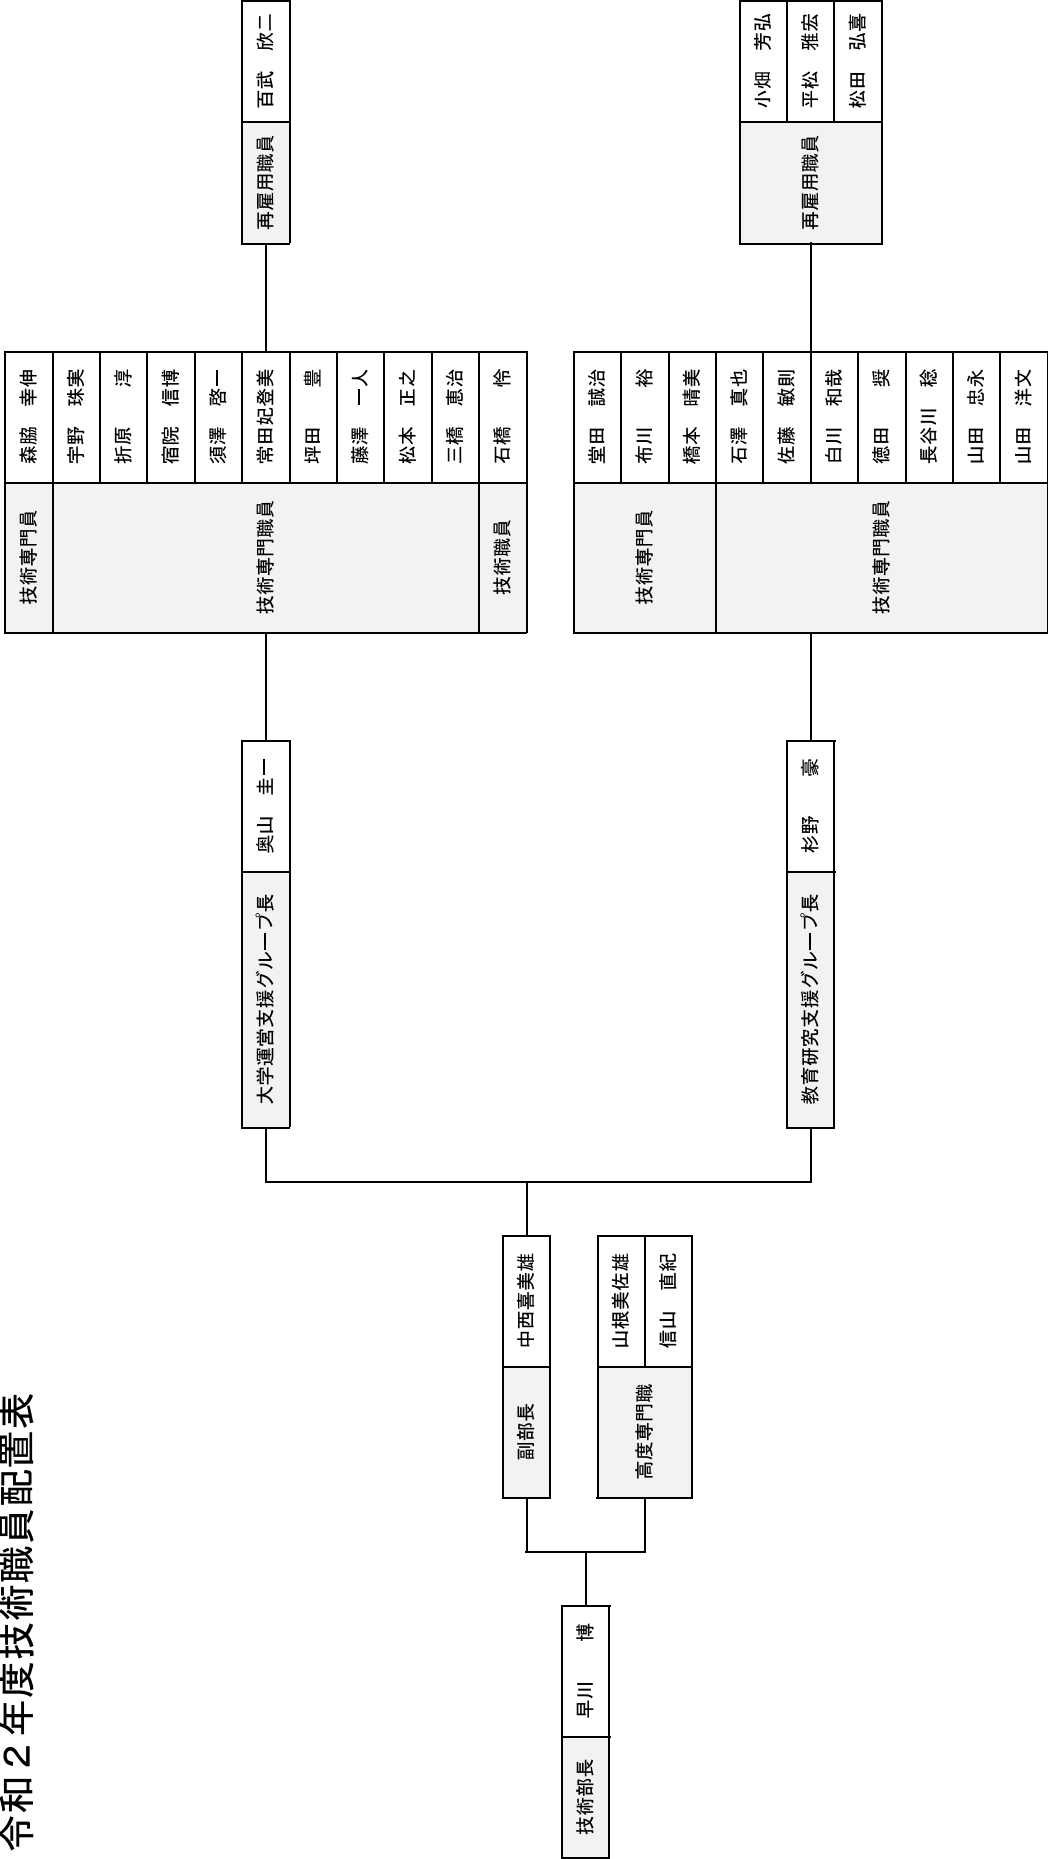 令和２年度技術職員配置表
技術部長
早川　博
副部長
中西喜美雄
高度専門職
山根美佐雄
信山　直紀
大学運営支援グループ長
奥山　圭一
技術専門員
森脇　幸伸
技術専門職員
宇野　珠実
折原　淳
宿院　信博
須澤　啓一
常田妃登美
坪田　豊
藤澤　一人
松本　正之
三橋　恵治
技術職員
石橋　怜
再雇用職員
百武　欣二
教育研究支援グループ長
杉野　豪
技術専門員
堂田　誠治
布川　裕
橋本　晴美
技術専門職員
石澤　真也
佐藤　敏則
白川　和哉
徳田　奨
長谷川　稔
山田　忠永
山田　洋文
再雇用職員
小畑　芳弘
平松　雅宏
松田　弘喜